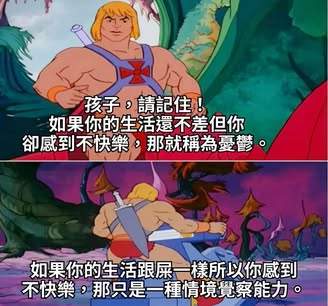 孩子，請記住！
如果你的生活還不差但你
卻感到不快樂，那就稱為憂鬱。
如果你的生活跟屎一樣所以你感到
不快樂，那只是一種情境覺察能力。